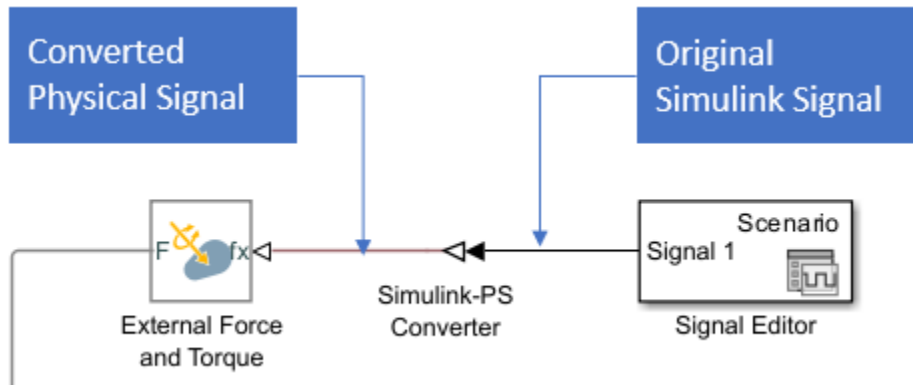 Converted
Physical Signal
Original
Simulink Signal
Scenario
F
fx
Signal 1
Simulink-PS
Converter
External Force
and Torque
Signal Editor